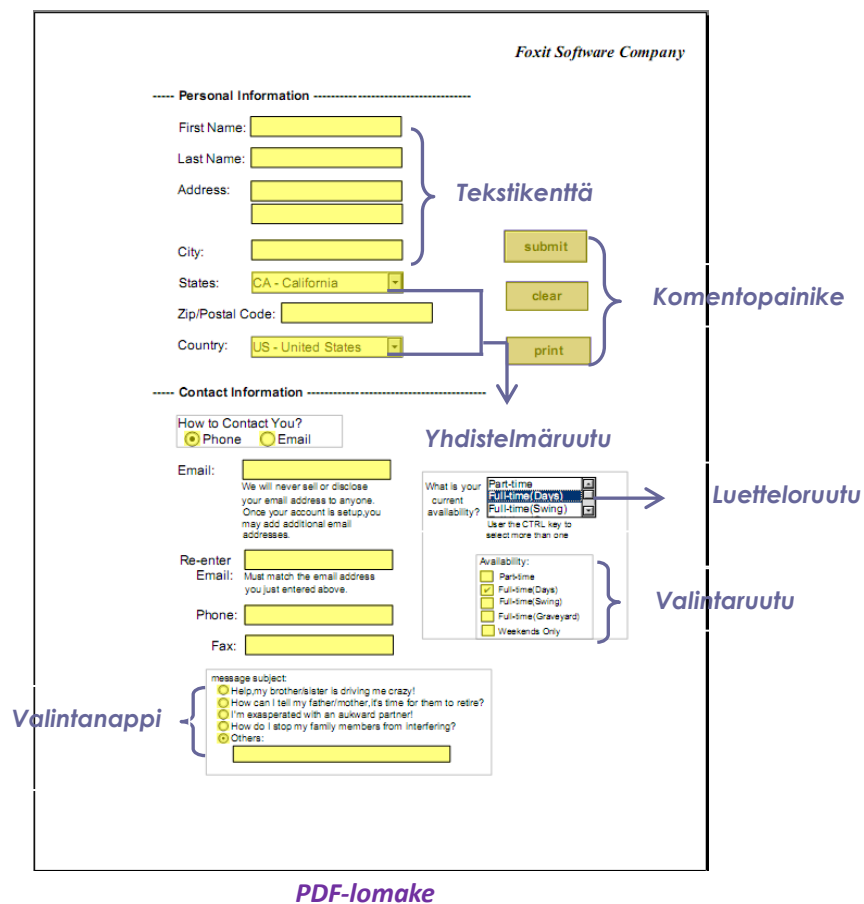 Foxit Software Company
----- Personal Information ------------------------------------
First Name:
Last Name:
Address:
Tekstikenttä
City:
submit
States: CA - California
clear
Komentopainike
Zip/Postal Code:
Country: US - United States
print
----- Contact Information -----------------------------------------
How to Contact You?
Phone Email
Yhdistelmäruutu
Email:
We will never sell or disclose
your email address to anyone.
Once your account is setup,you
may add additional email
addresses.
What is your
current
availability?
Part-time
Full-time(Days)
Full-time(Swing)
User the CTRL key to
select more than one
Luetteloruutu
Re-enter
Email:
Must match the email address
you just entered above.
Availability:
Part-time
Full-time(Days)
Full-time(Swing)
Full-time(Graveyard)
Weekends Only
Valintaruutu
Phone:
Fax:
message subject:
Help,my brother/sister is driving me crazy!
How can I tell my father/mother,it's time for them to retire?
I'm exasperated with an aukward partner!
How do I stop my family members from interfering?
Others:
Valintanappi
PDF-lomake